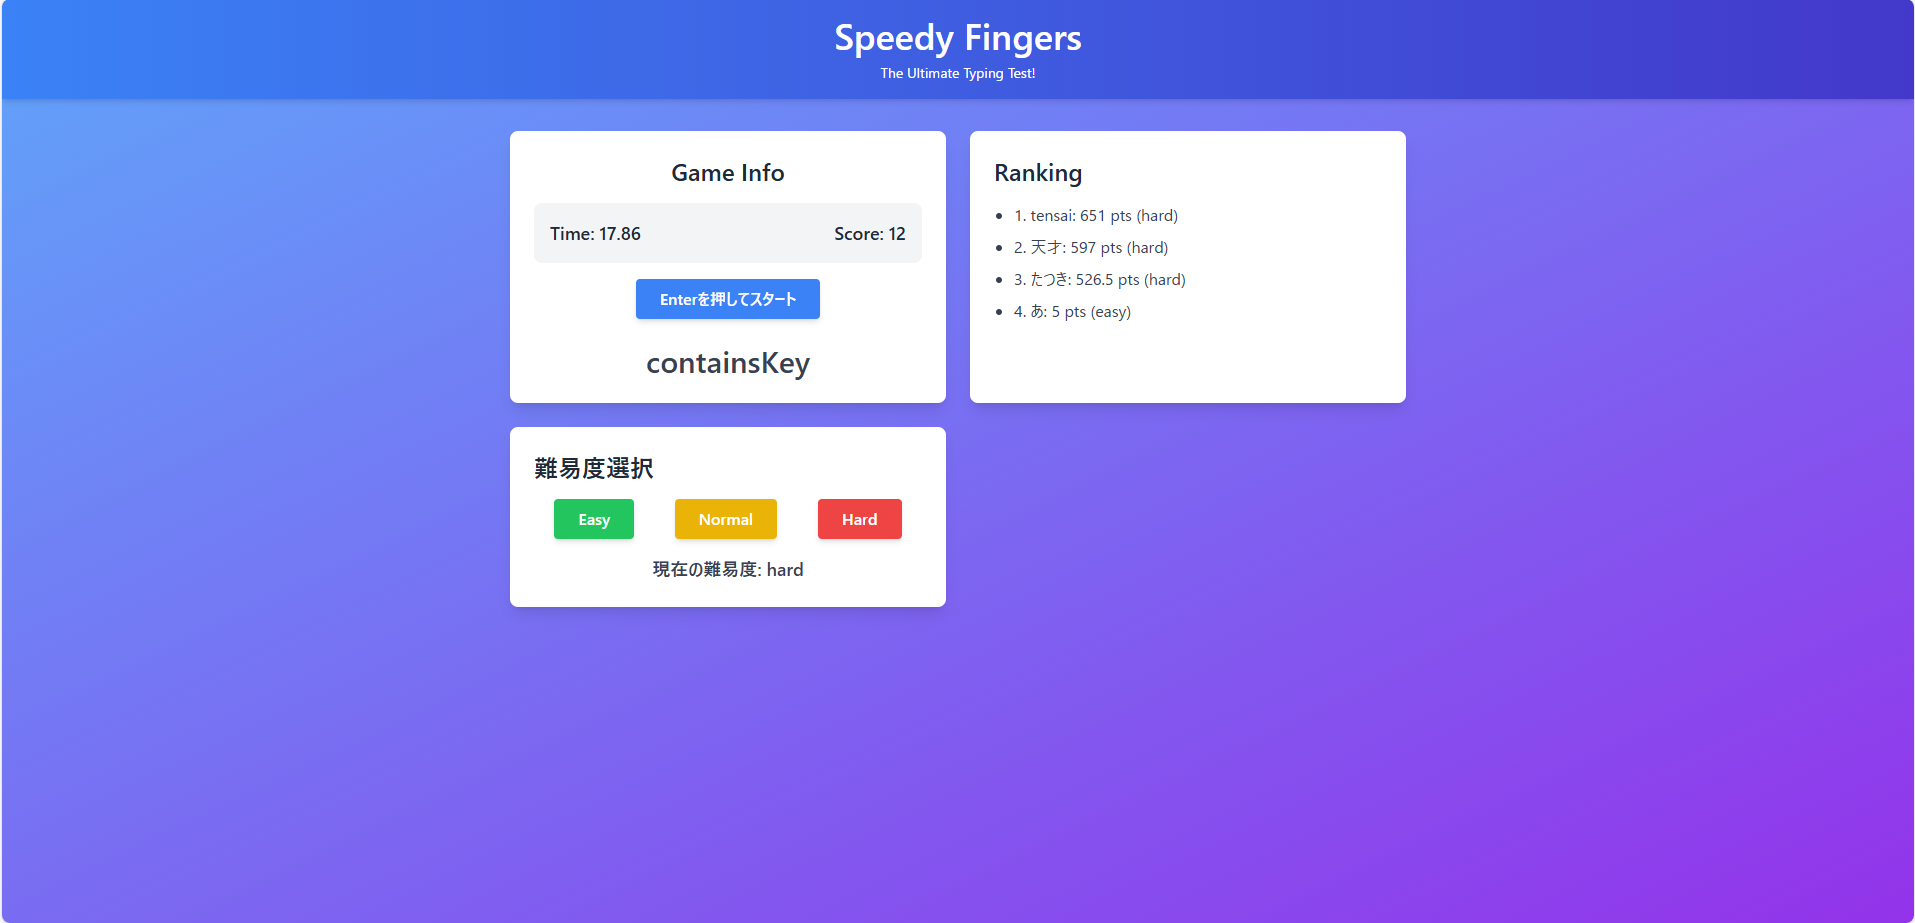 Speedy Fingers
The Ultimate Typing Test!
Game Info
Time: 17.86
Score: 12
Enterを押してスタート
containsKey
Ranking
1. tensai: 651 pts (hard)
2. 天才: 597 pts (hard)
3. たつき: 526.5 pts (hard)
4. あ: 5 pts (easy)
難易度選択
Easy
Normal
Hard
現在の難易度: hard